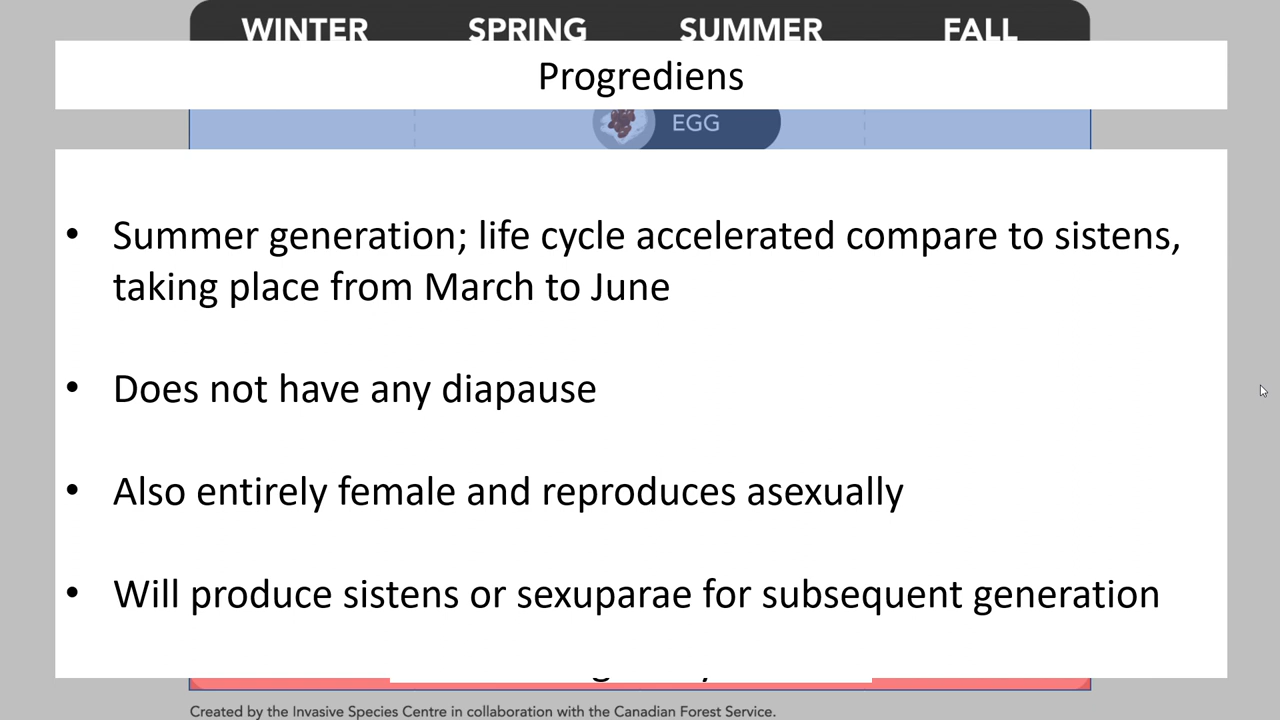 WINTER SPRING SUMMER FALL
Progrediens
EGG
• Summer generation; life cycle accelerated compare to sistens,
taking place from March to June
• Does not have any diapause
• Also entirely female and reproduces asexually
• Will produce sistens or sexuparae for subsequent generation
Created by the Invasive Species Centre in collaboration with the Canadian Forest Service.